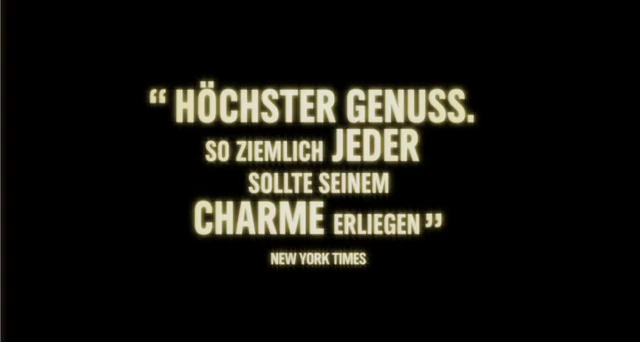 “ HÖCHSTER GENUSS.
SO ZIEMLICH JEDER
SOLLTE SEINEM
CHARME ERLIEGEN ”
NEW YORK TIMES